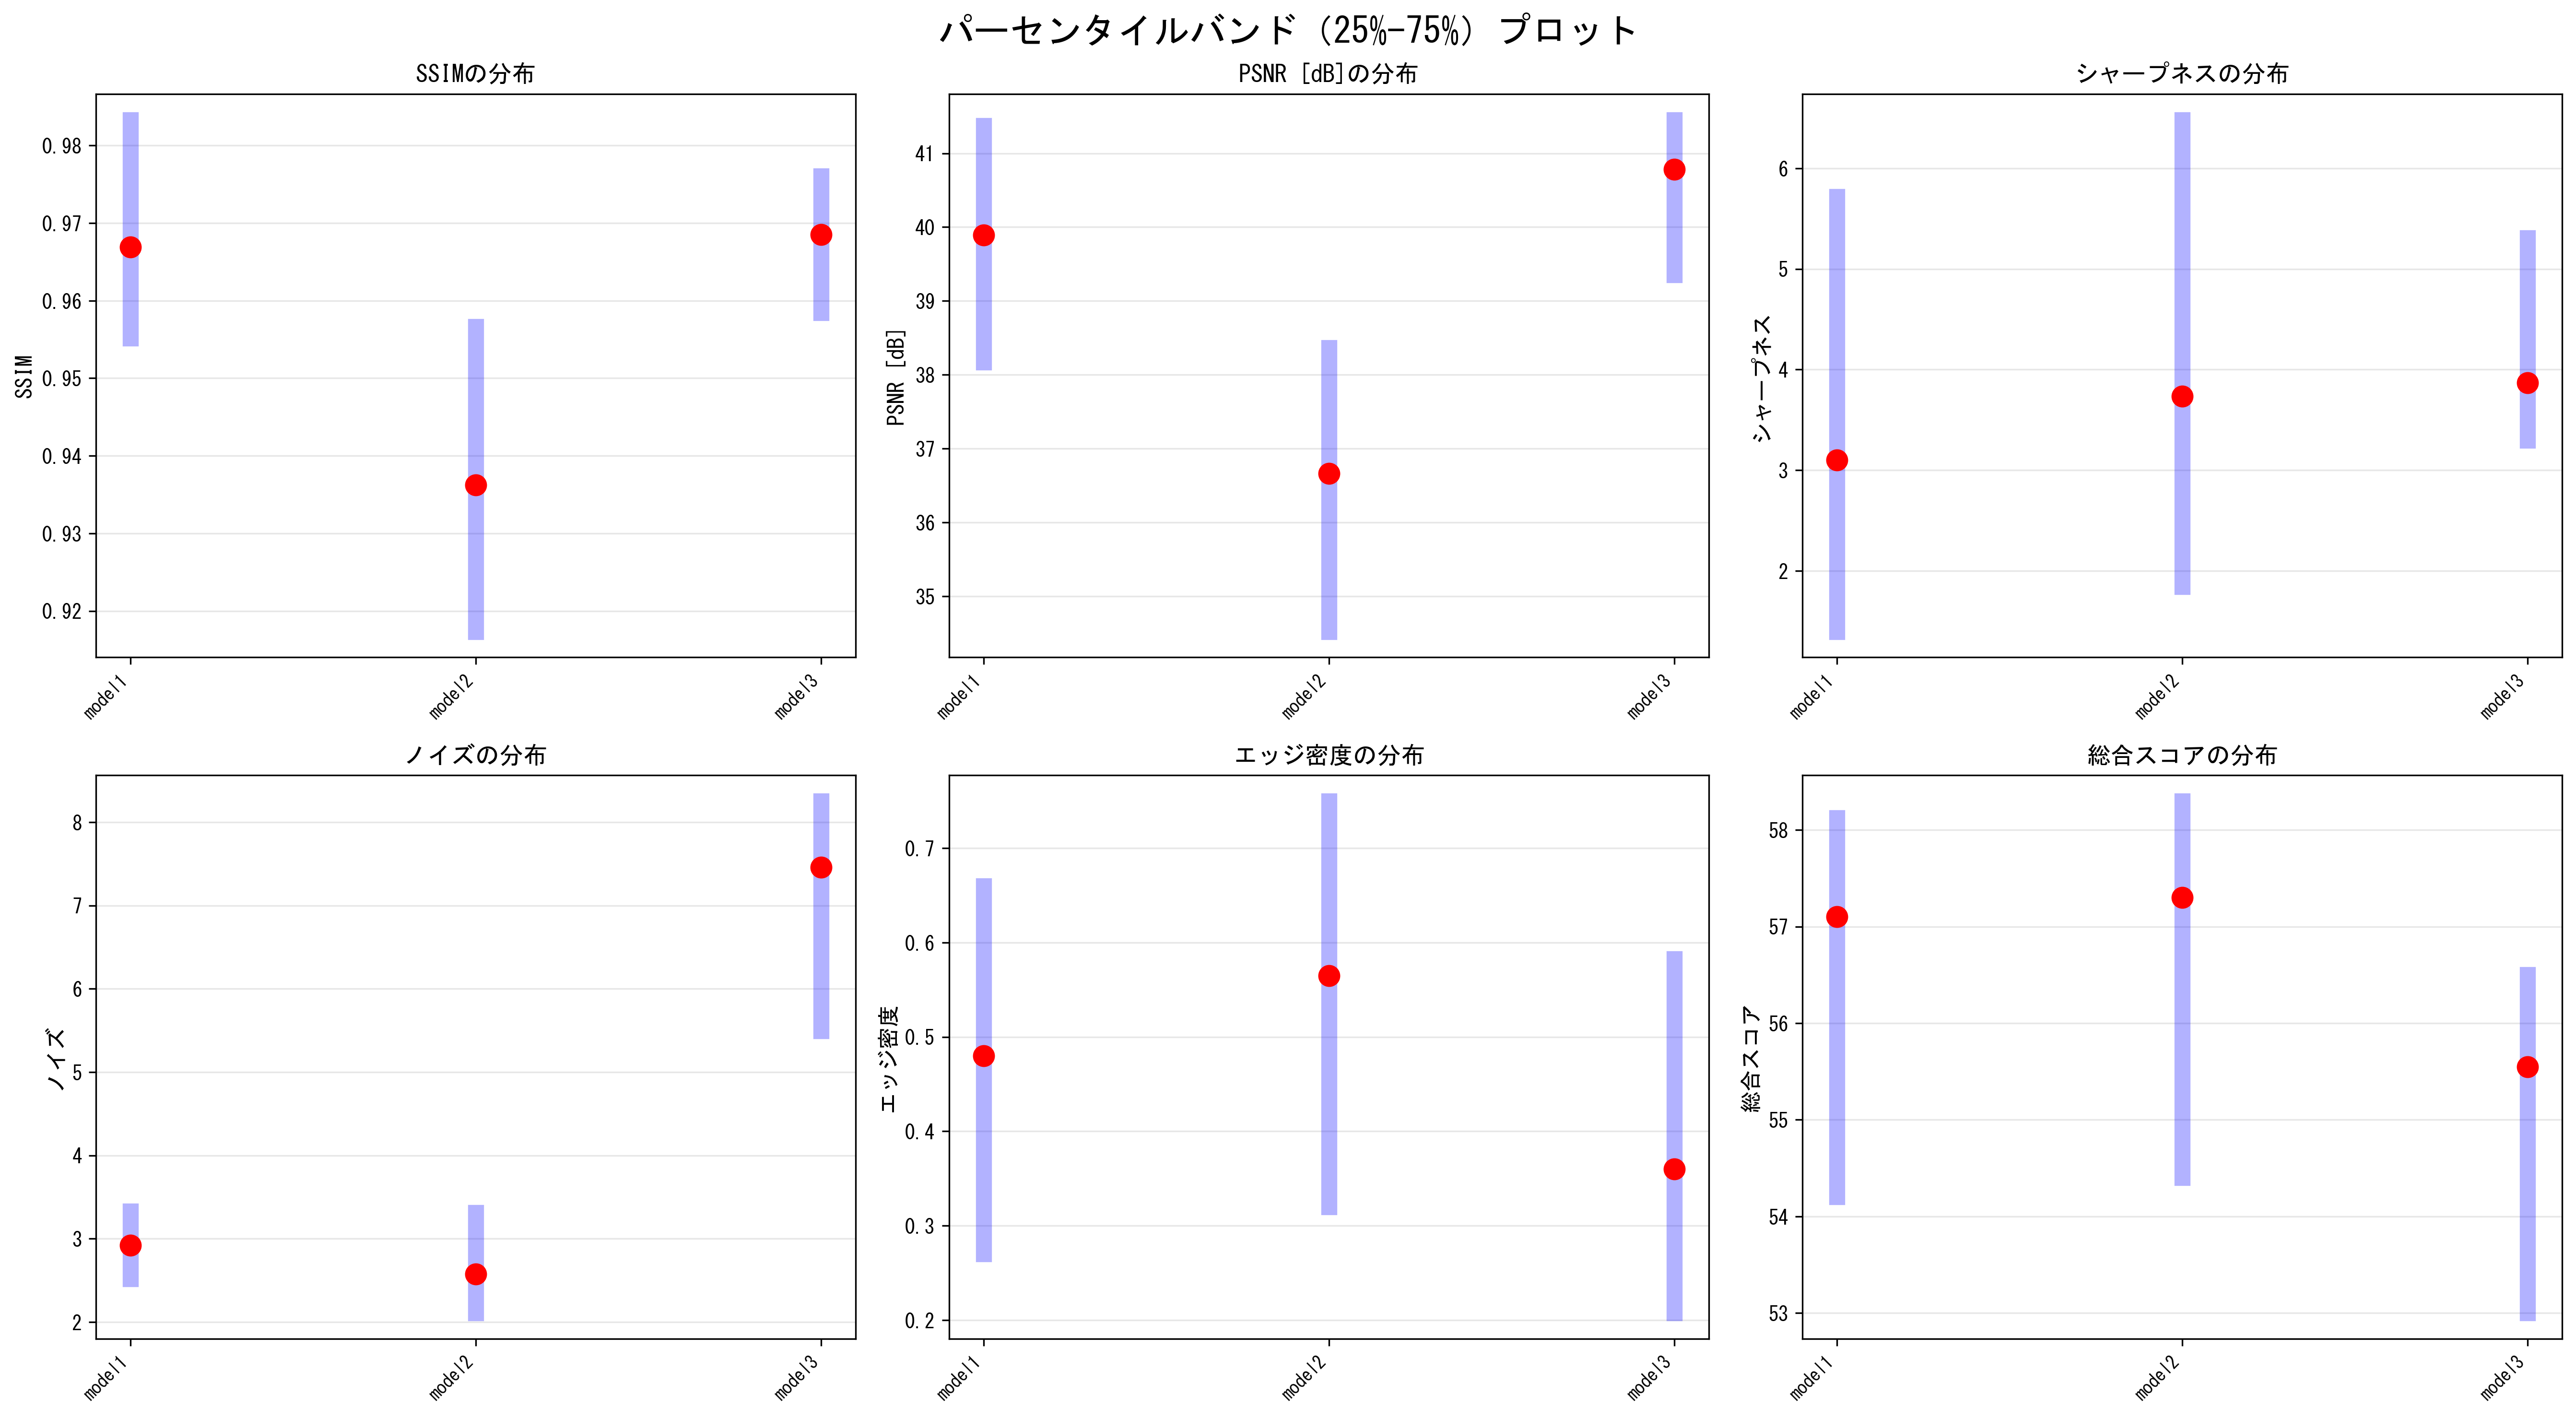 パーセンタイルバンド (25%-75%) プロット
SSIMの分布
SSIM
0.98
0.97
0.96
0.95
0.94
0.93
0.92
model1
model2
model3
PSNR [dB]の分布
PSNR [dB]
41
40
39
38
37
36
35
model1
model2
model3
シャープネスの分布
シャープネス
6
5
4
3
2
model1
model2
model3
ノイズの分布
ノイズ
8
7
6
5
4
3
2
model1
model2
model3
エッジ密度の分布
エッジ密度
0.7
0.6
0.5
0.4
0.3
0.2
model1
model2
model3
総合スコアの分布
総合スコア
58
57
56
55
54
53
model1
model2
model3